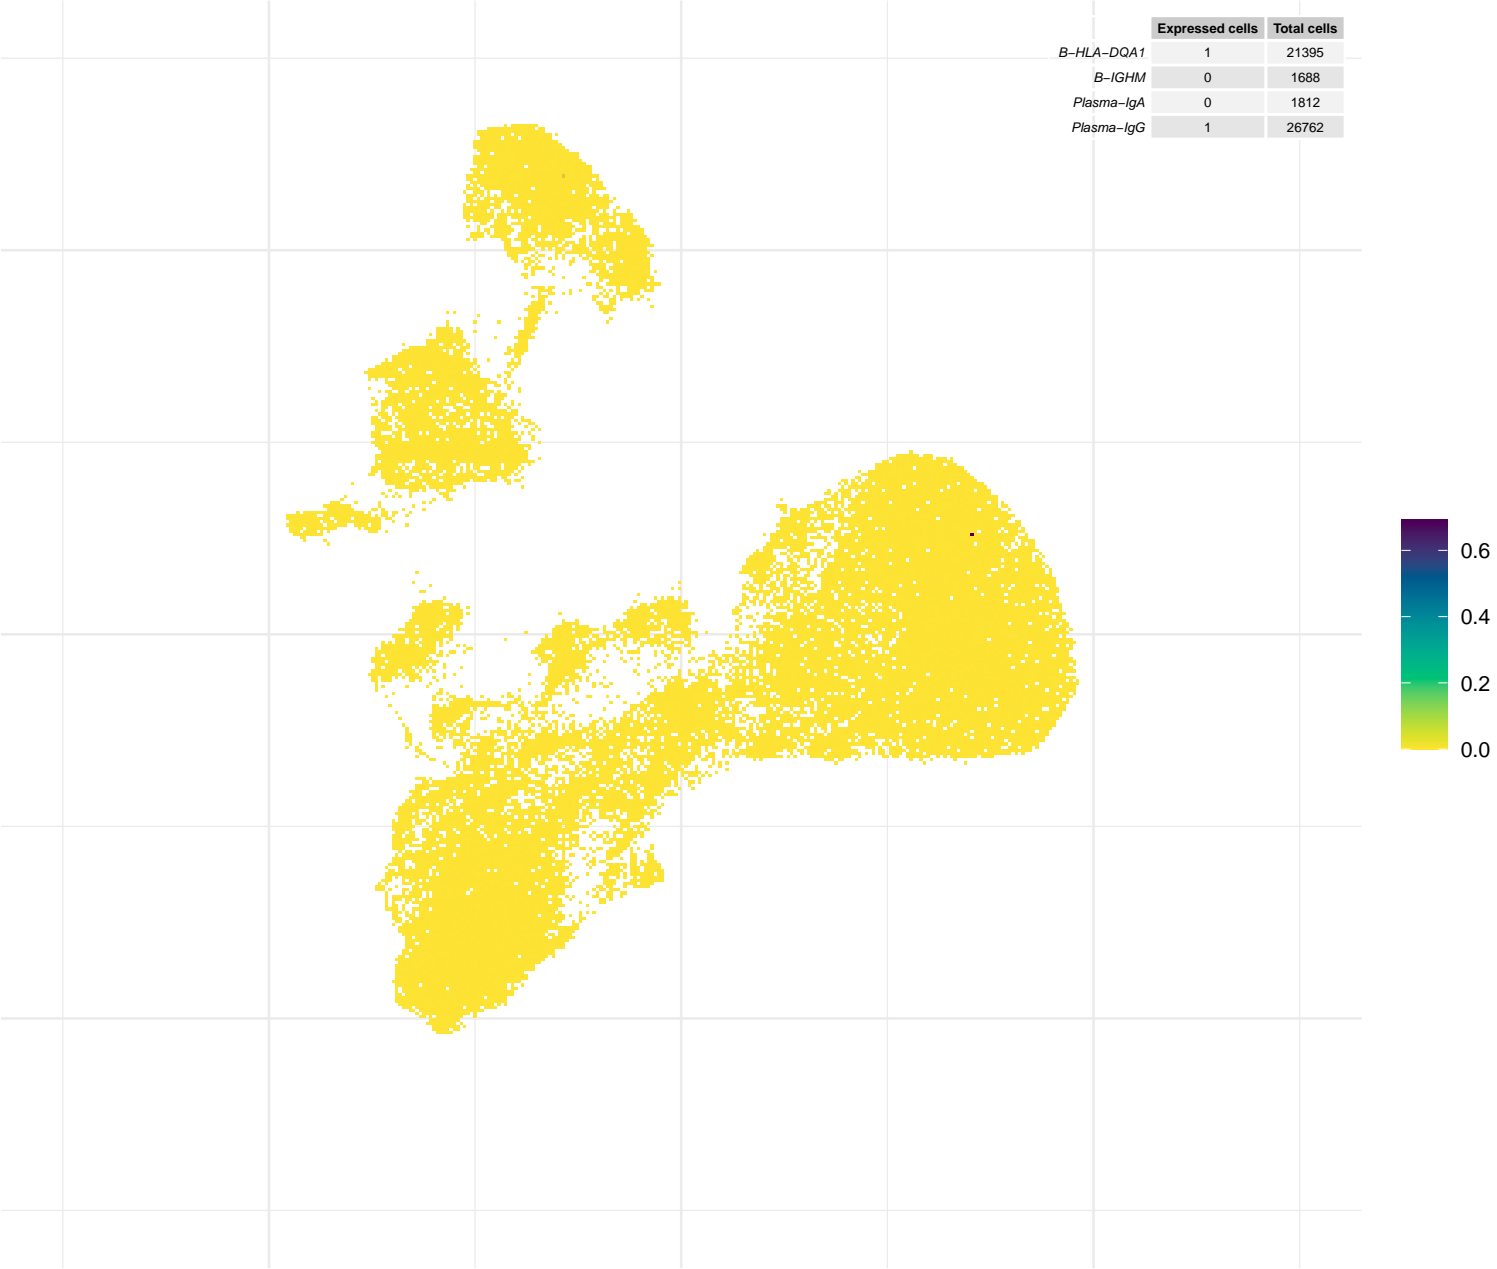 Expressed cells Total cells
B−HLA−DQA1 1 21395
B−IGHM 0 1688
Plasma−IgA 0 1812
Plasma−IgG 1 26762
0.6
0.4
0.2
0.0